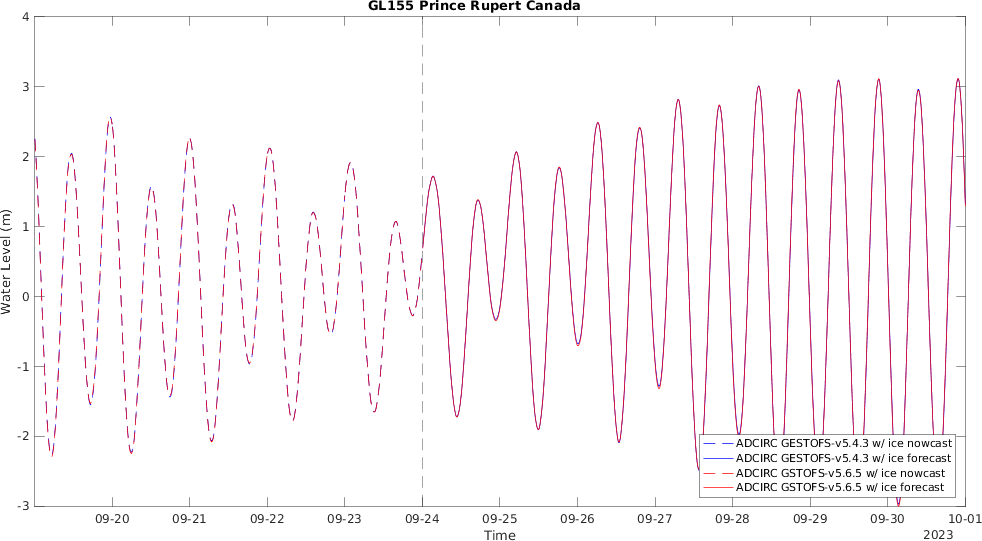 GL155 Prince Rupert Canada
4
3
2
1
0
-1
-2
-3
Water Level (m)
ADCIRC GESTOFS-v5.4.3 w/ ice nowcast
ADCIRC GESTOFS-v5.4.3 w/ ice forecast
ADCIRC GSTOFS-v5.6.5 w/ ice nowcast
ADCIRC GSTOFS-v5.6.5 w/ ice forecast
09-20 09-21 09-22 09-23 09-24 09-25 09-26 09-27 09-28 09-29 09-30 10-01
Time
2023